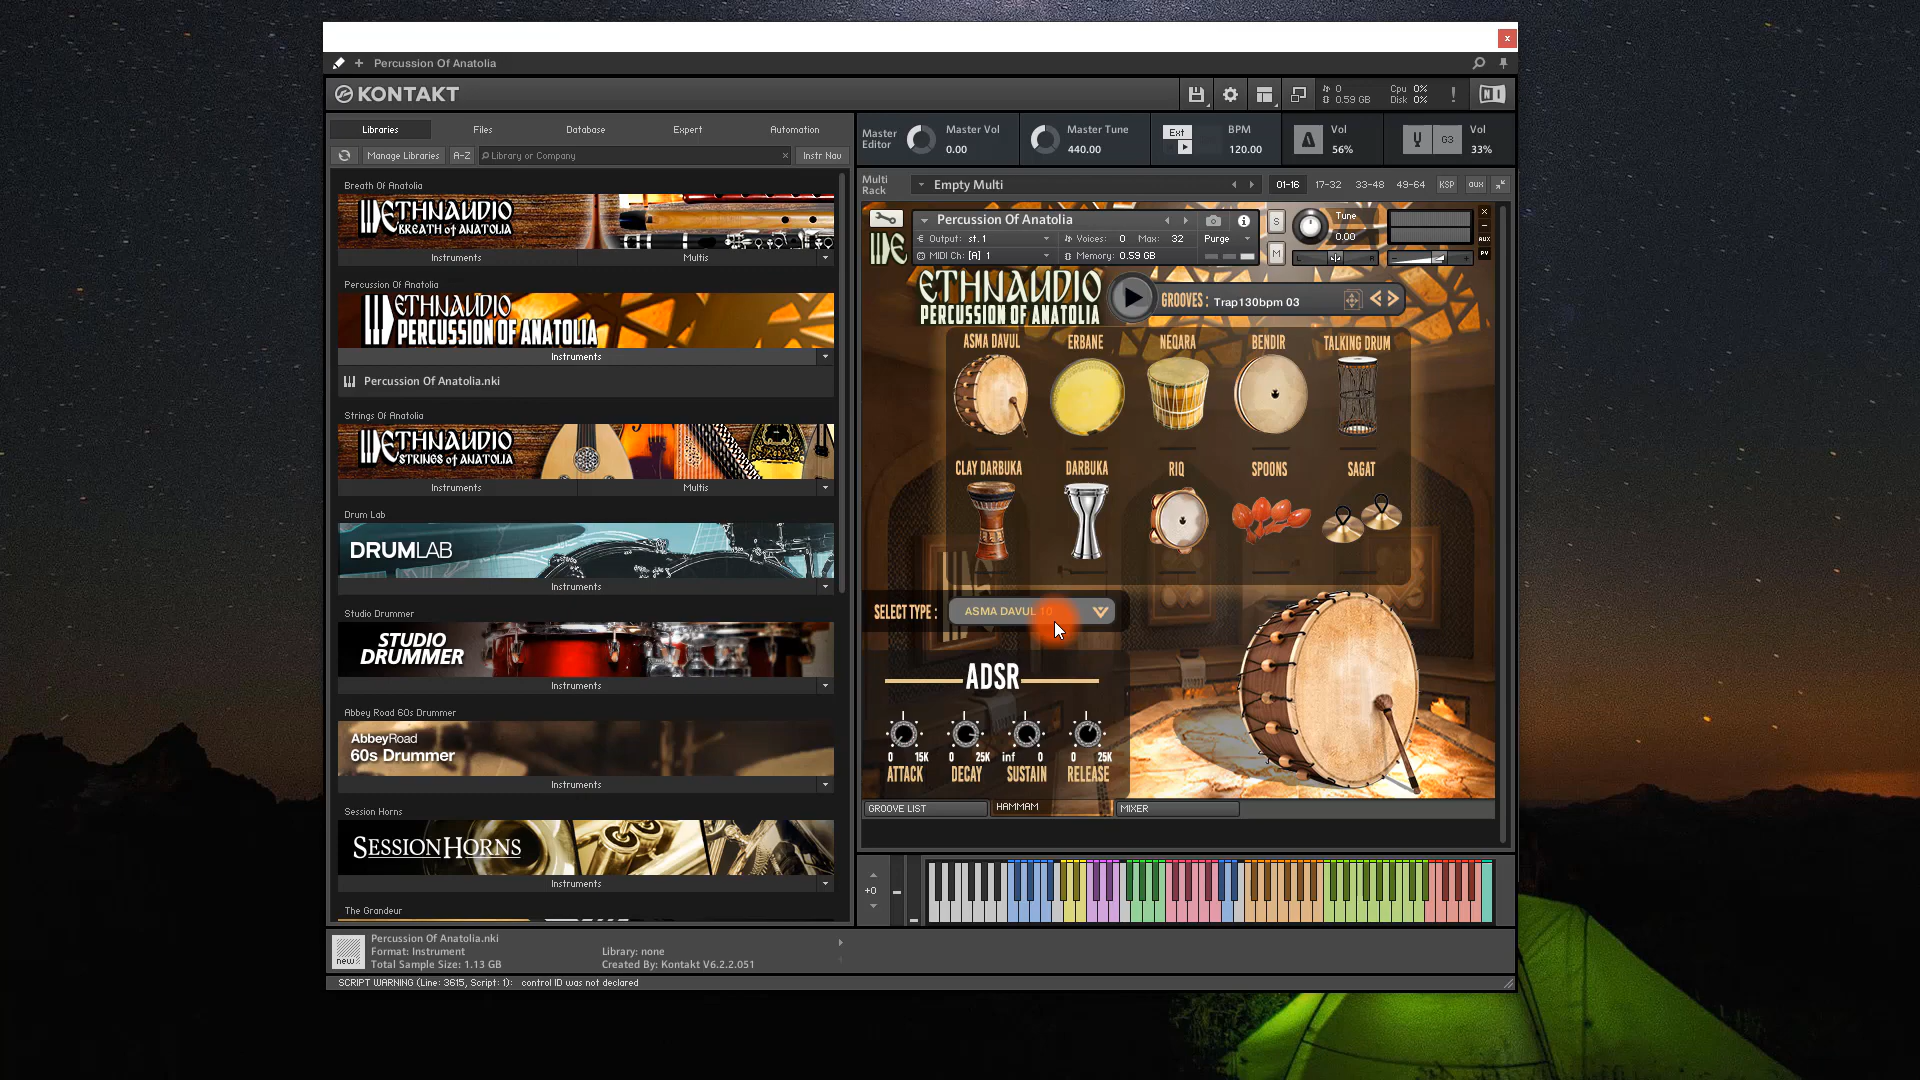 Percussion Of Anatolia
KONTAKT
0
0.59 GB
Cpu 0%
Disk 0%
!
NI
Libraries
Files
Database
Expert
Automation
Manage Libraries
A-Z
Library or Company
Instr Nav
Breath Of Anatolia
ETHNAUDIO
BREATH of ANATOLIA
Instruments
Multis
Percussion Of Anatolia
ETHNAUDIO
PERCUSSION OF ANATOLIA
Instruments
Percussion Of Anatolia.nki
Strings Of Anatolia
ETHNAUDIO
STRINGS of ANATOLIA
Instruments
Multis
Drum Lab
DRUMLAB
Instruments
Studio Drummer
STUDIO
DRUMMER
Instruments
Abbey Road 60s Drummer
AbbeyRoad
60s Drummer
Instruments
Session Horns
SESSION HORNS
Instruments
The Grandeur
Master
Editor
Master Vol
0.00
Master Tune
440.00
Ext
BPM
120.00
Vol
56%
G3
Vol
33%
Multi
Rack
Empty Multi
01-16
17-32
33-48
49-64
KSP
aux
Percussion Of Anatolia
Output: st.1
Voices: 0
Max: 32
Purge
MIDI Ch: [A] 1
Memory: 0.59 GB
S
M
Tune
0.00
L
R
AUX
PV
ETHNAUDIO
PERCUSSION OF ANATOLIA
GROOVES : Trap130bpm 03
ASMA DAVUL
ERBANE
NEQARA
BENDIR
TALKING DRUM
CLAY DARBUKA
DARBUKA
RIQ
SPOONS
SAGAT
SELECT TYPE : ASMA DAVUL 10
ADSR
0 15K
0 25K
inf 0
0 25K
ATTACK
DECAY
SUSTAIN
RELEASE
GROOVE LIST
HAMMAM
MIXER
+0
new
Percussion Of Anatolia.nki
Format: Instrument
Total Sample Size: 1.13 GB
Library: none
Created By: Kontakt V6.2.2.051
SCRIPT WARNING (Line: 3615, Script: 1): control ID was not declared